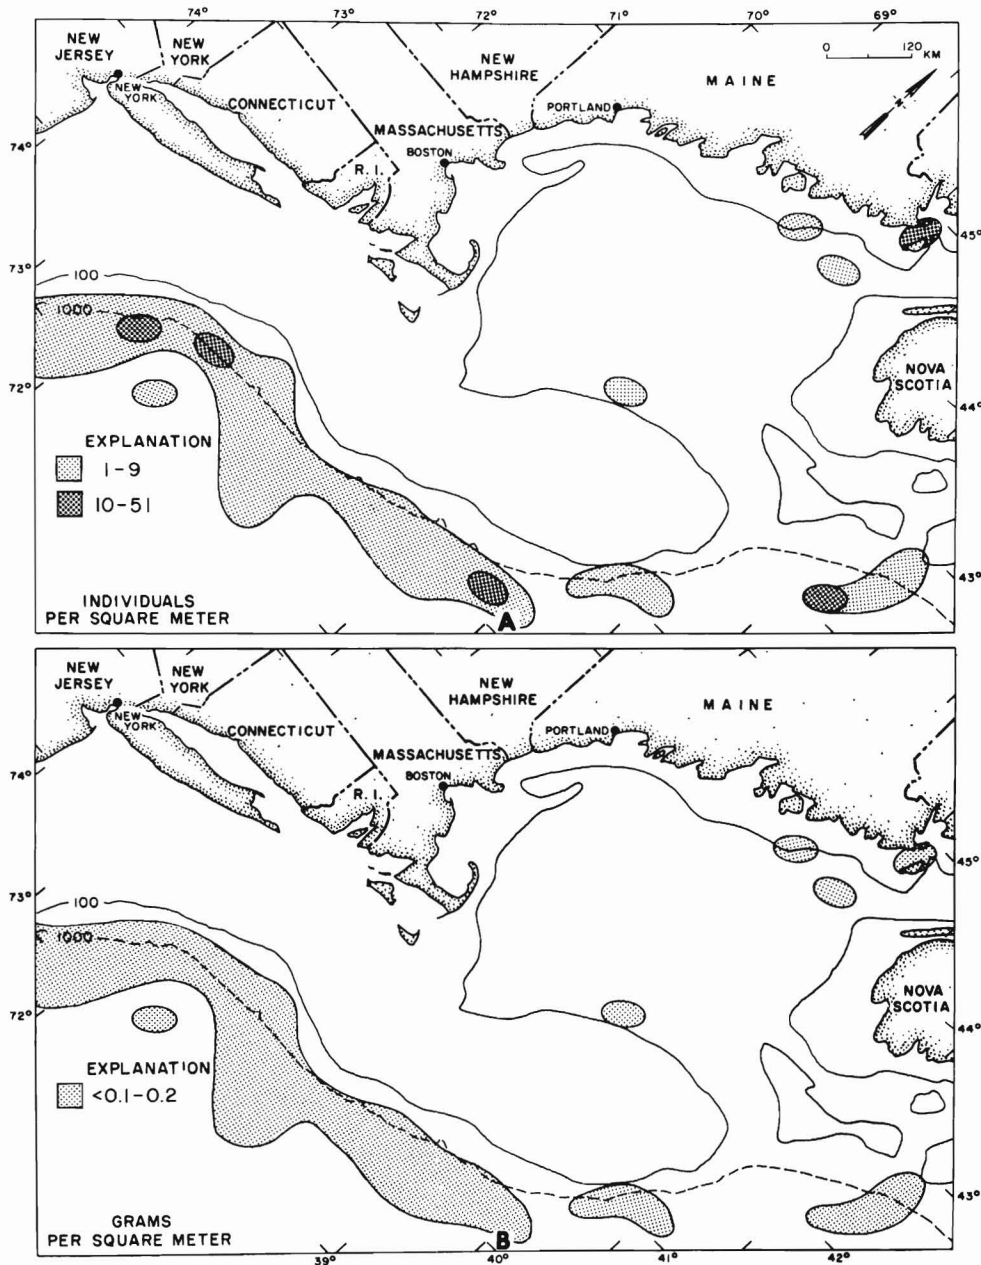 74° 73° 72° 71° 70° 69°
NEW JERSEY
NEW YORK
NEW YORK
CONNECTICUT
R. I.
MASSACHUSETTS
BOSTON
NEW HAMPSHIRE
PORTLAND
MAINE
0 120 KM
74°
73°
72°
45°
44°
43°
100
1000
NOVA SCOTIA
EXPLANATION
1–9
10–51
INDIVIDUALS
PER SQUARE METER
A
NEW JERSEY
NEW YORK
NEW YORK
CONNECTICUT
R. I.
MASSACHUSETTS
BOSTON
NEW HAMPSHIRE
PORTLAND
MAINE
74°
73°
72°
45°
44°
43°
100
1000
NOVA SCOTIA
EXPLANATION
<0.1–0.2
GRAMS
PER SQUARE METER
B
39° 40° 41° 42°